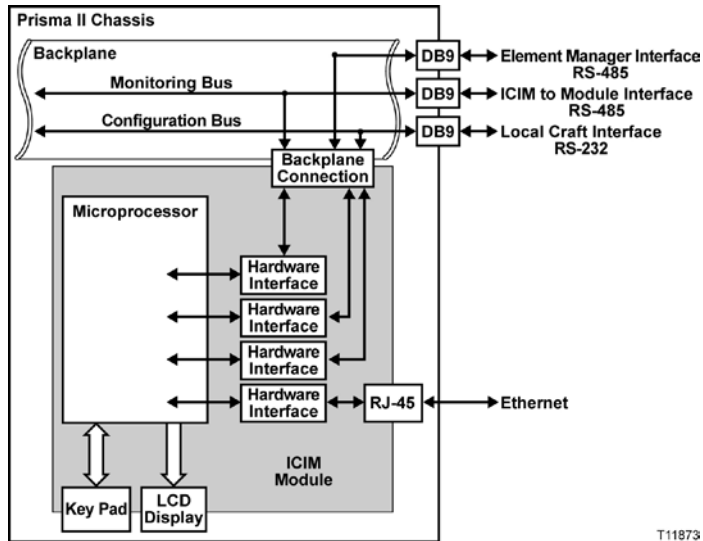 Prisma II Chassis
Backplane
Monitoring Bus
Configuration Bus
DB9
Element Manager Interface
RS-485
DB9
ICIM to Module Interface
RS-485
DB9
Local Craft Interface
RS-232
Backplane
Connection
Microprocessor
Hardware
Interface
Hardware
Interface
Hardware
Interface
Hardware
Interface
RJ-45
Ethernet
ICIM
Module
Key Pad
LCD
Display
T11873